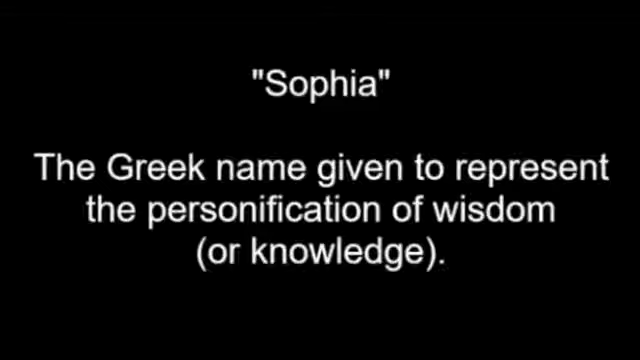 "Sophia"
The Greek name given to represent
the personification of wisdom
(or knowledge).